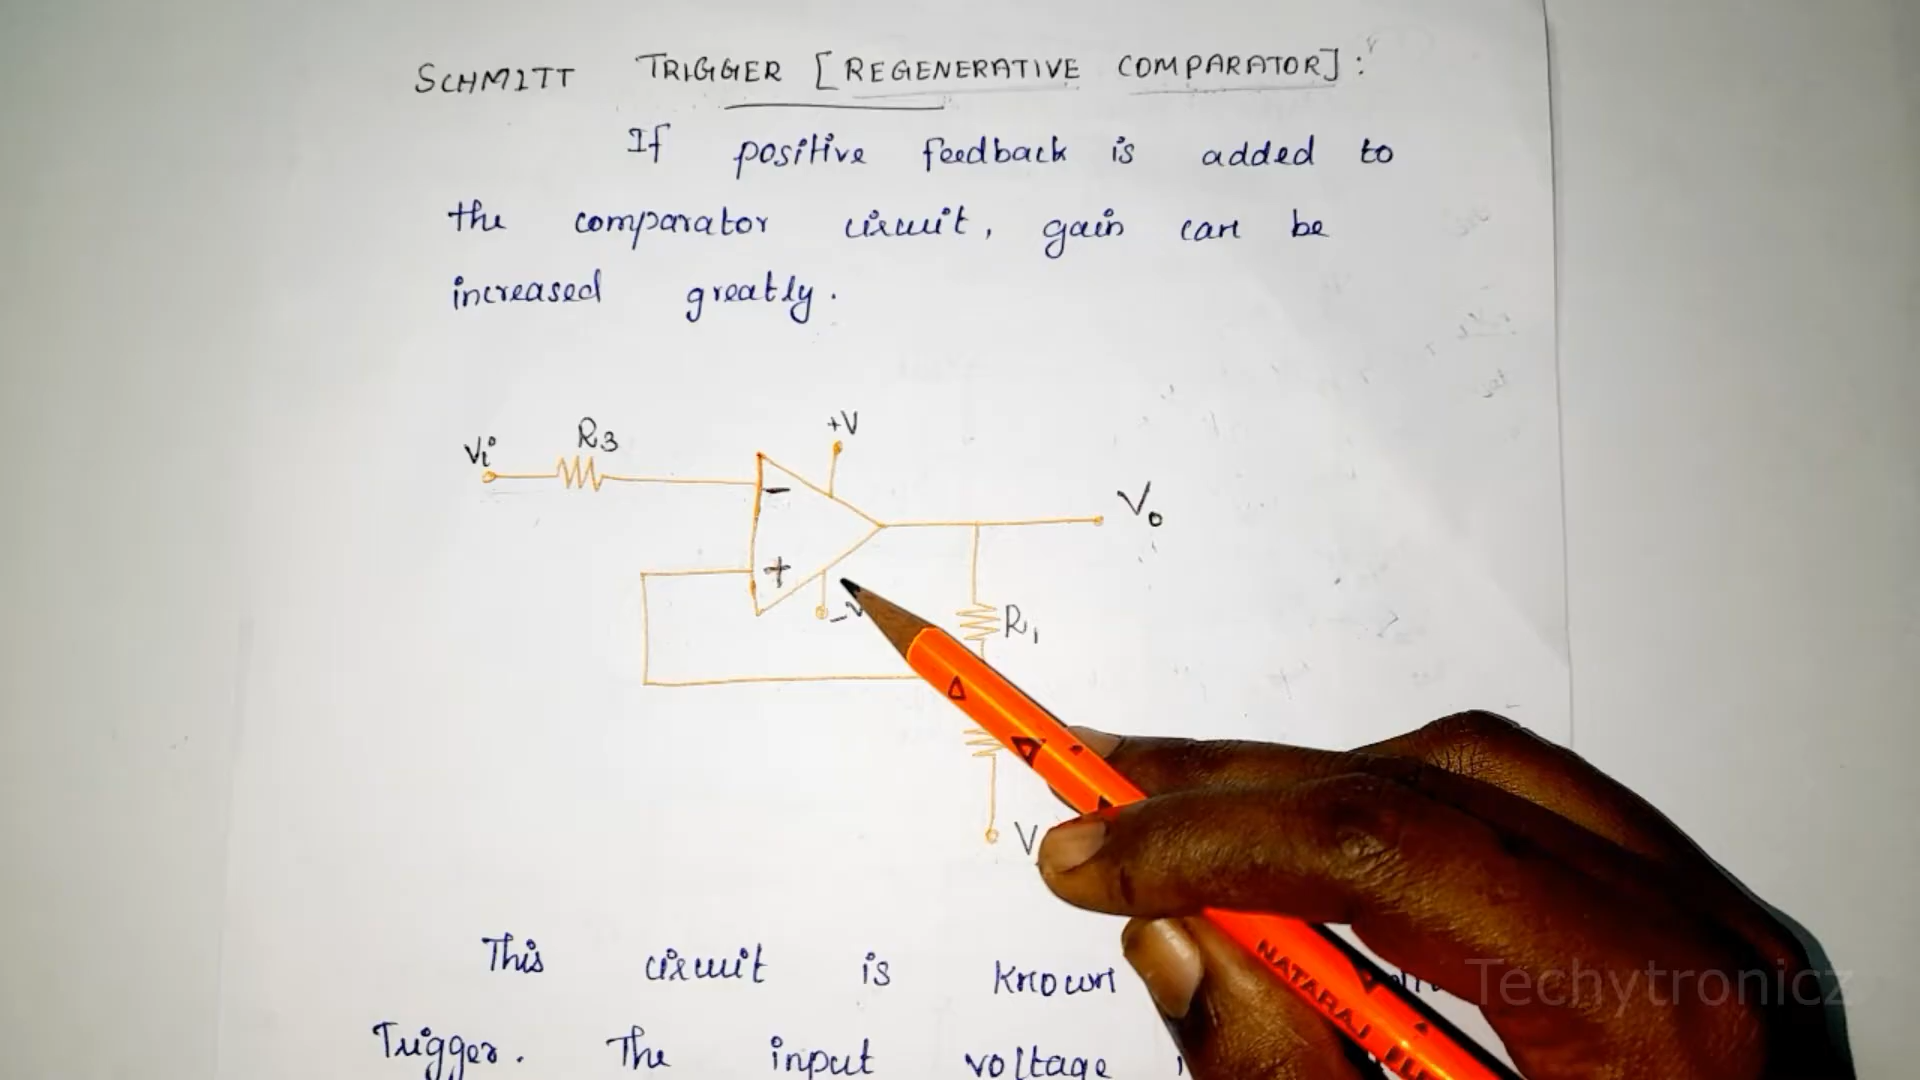 SCHMITT TRIGGER [REGENERATIVE COMPARATOR]:
If positive feedback is added to
the comparator circuit, gain can be
increased greatly.
+V
Vi R3
- Vo
+
-V R1
V
This circuit is known
Trigger. The input voltage
NATARAJ
Techytronicz